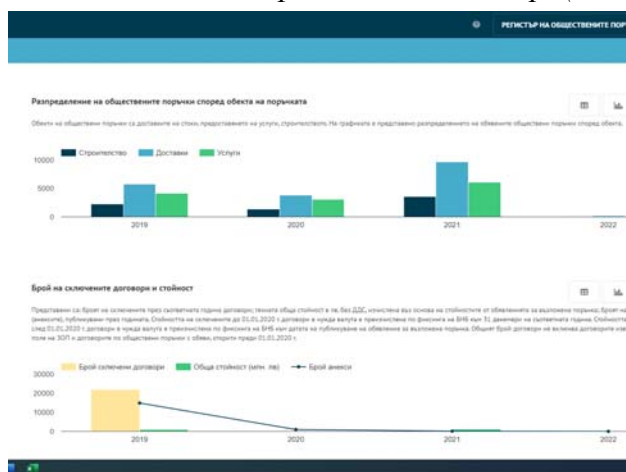 РЕГИСТЪР НА ОБЩЕСТВЕНИТЕ ПОР
Разпределение на обществените поръчки според обекта на поръчката
Обекти на обществени поръчки са доставките на стоки, предоставянето на услуги, строителството. На графиката е представено разпределението на обявените обществени поръчки според обекта.
Строителство Доставки Услуги
10000
5000
0
2019 2020 2021 2022
Брой на сключените договори и стойност
Представени са: броят на сключените през съответната година договори; тяхната обща стойност в лв. без ДДС, изчислена въз основа на стойностите от обявлението за възложена поръчка; броят на
(анексите), публикувани през годината. Стойността на сключените до 01.01.2020 г. договори в чужда валута е преизчислена по фиксинга на БНБ към 31 декември на съответната година. Стойността
след 01.01.2020 г. договори в чужда валута е преизчислена по фиксинга на БНБ към датата на публикуване на обявление за възложена поръчка. Общият брой договори не включва договорите
поле на ЗОП и договорите по обществени поръчки с обяви, открити преди 01.01.2020 г.
Брой сключени договори Обща стойност (млн. лв) Брой анекси
30000
20000
10000
0
2019 2020 2021 2022